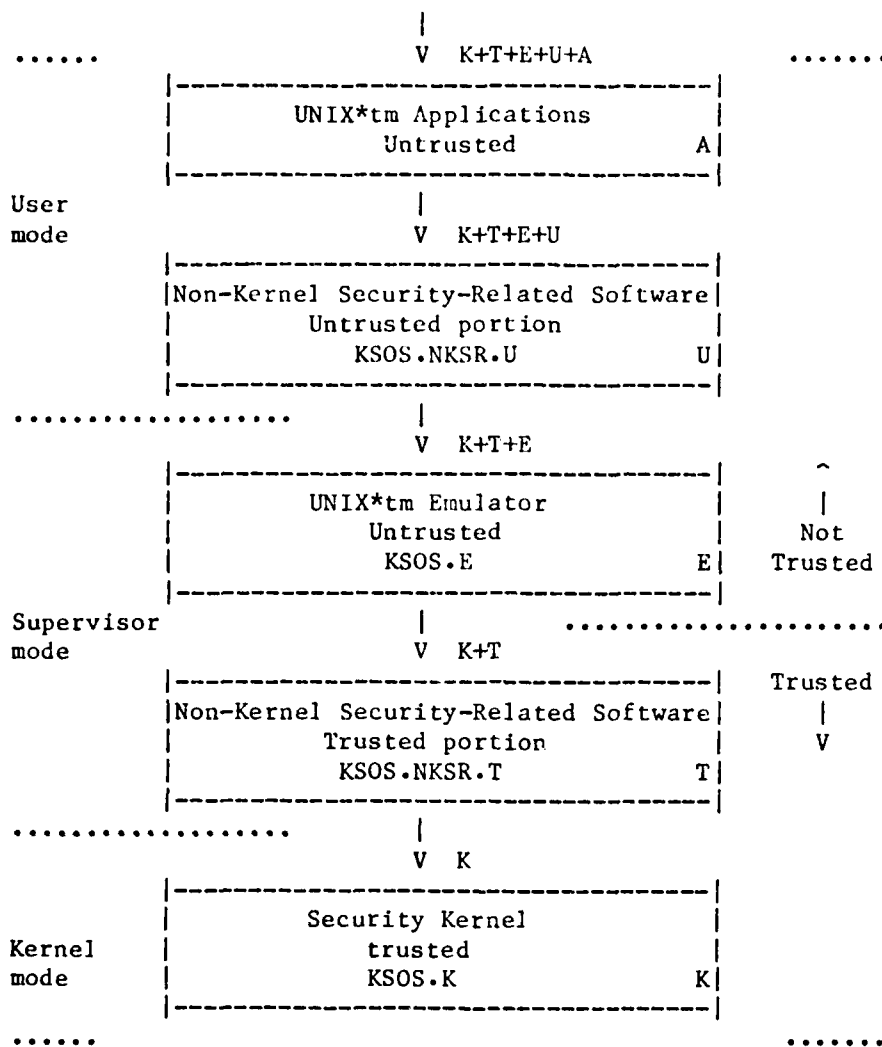 V K+T+E+U+A
UNIX*tm Applications
Untrusted A
User
mode V K+T+E+U
Non-Kernel Security-Related Software
Untrusted portion
KSOS.NKSR.U U
V K+T+E
UNIX*tm Emulator
Untrusted Not
KSOS.E E Trusted
Supervisor
mode V K+T
Trusted
Non-Kernel Security-Related Software
Trusted portion V
KSOS.NKSR.T T
V K
Security Kernel
Kernel trusted
mode KSOS.K K